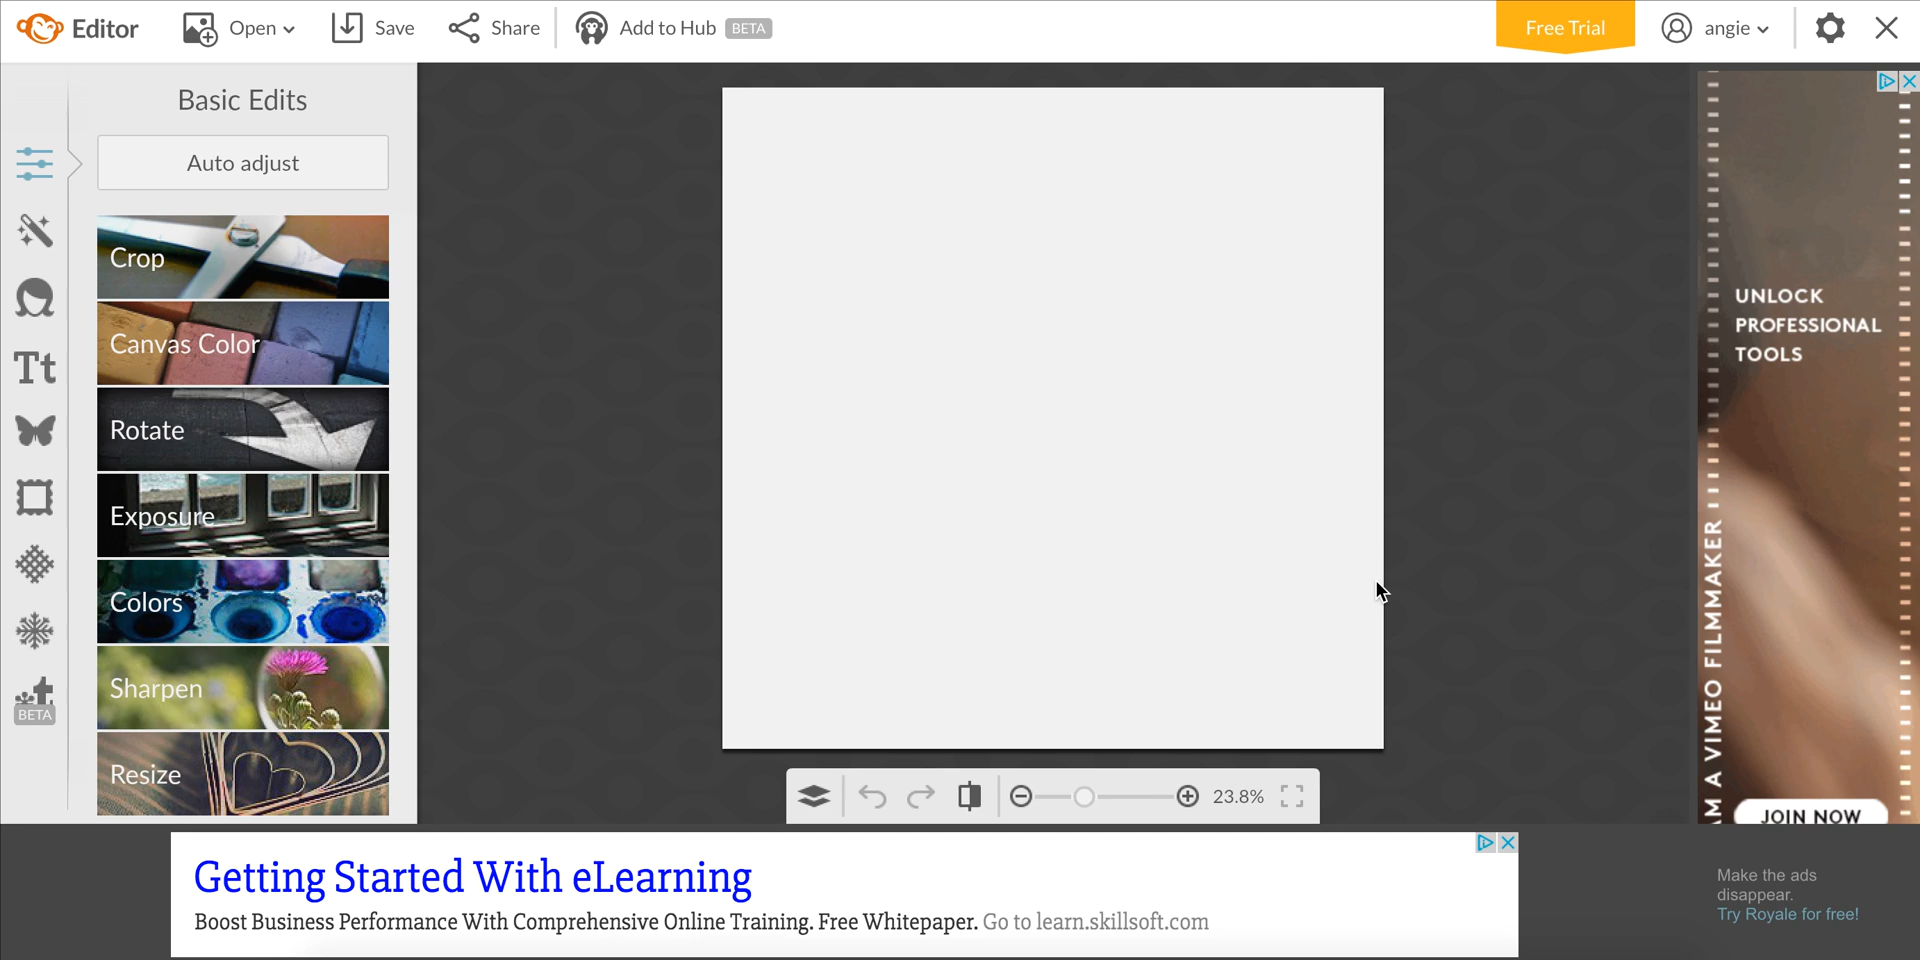 Editor
Open
Save
Share
Add to Hub BETA
Free Trial
angie
Basic Edits
Auto adjust
Crop
Canvas Color
Rotate
Exposure
Colors
Sharpen
Resize
Tt
t
BETA
23.8%
UNLOCK
PROFESSIONAL
TOOLS
AM A VIMEO FILMMAKER
JOIN NOW
Getting Started With eLearning
Boost Business Performance With Comprehensive Online Training. Free Whitepaper. Go to learn.skillsoft.com
Make the ads
disappear.
Try Royale for free!